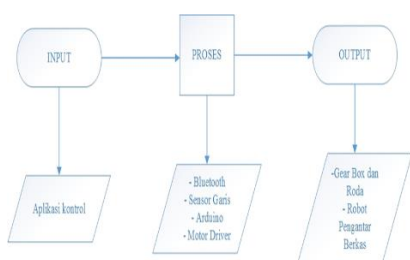 INPUT
PROSES
OUTPUT
Aplikasi kontrol
- Bluetooth
- Sensor Garis
- Arduino
- Motor Driver
-Gear Box dan
Roda
- Robot
Pengantar
Berkas